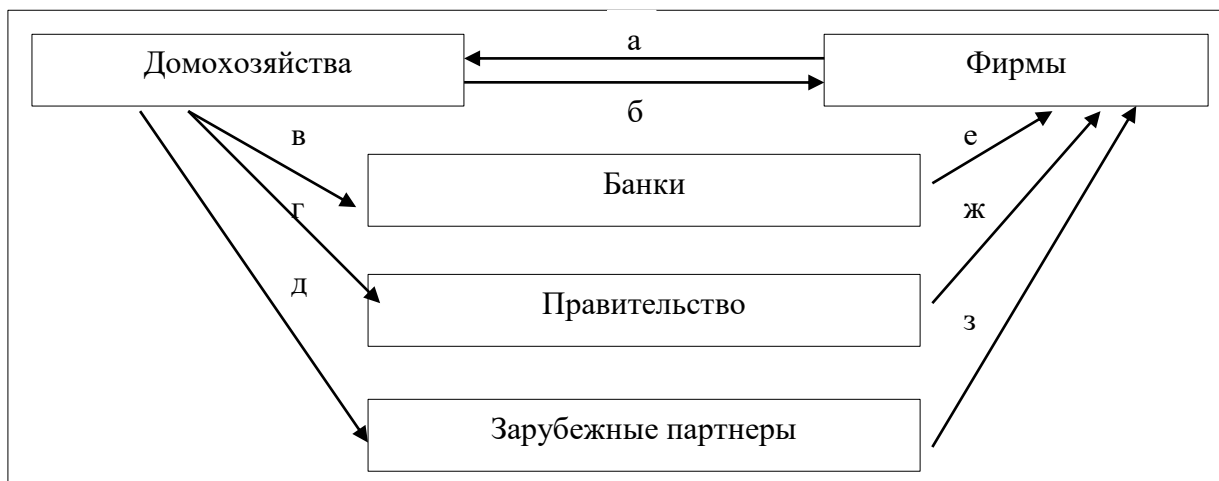 а
Домохозяйства
Фирмы
б
в
е
Банки
г
ж
д
Правительство
з
Зарубежные партнеры